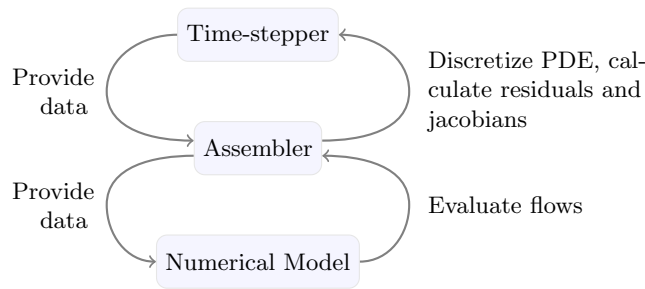 Time-stepper
Provide
data
Discretize PDE, cal-
culate residuals and
jacobians
Assembler
Provide
data
Evaluate flows
Numerical Model